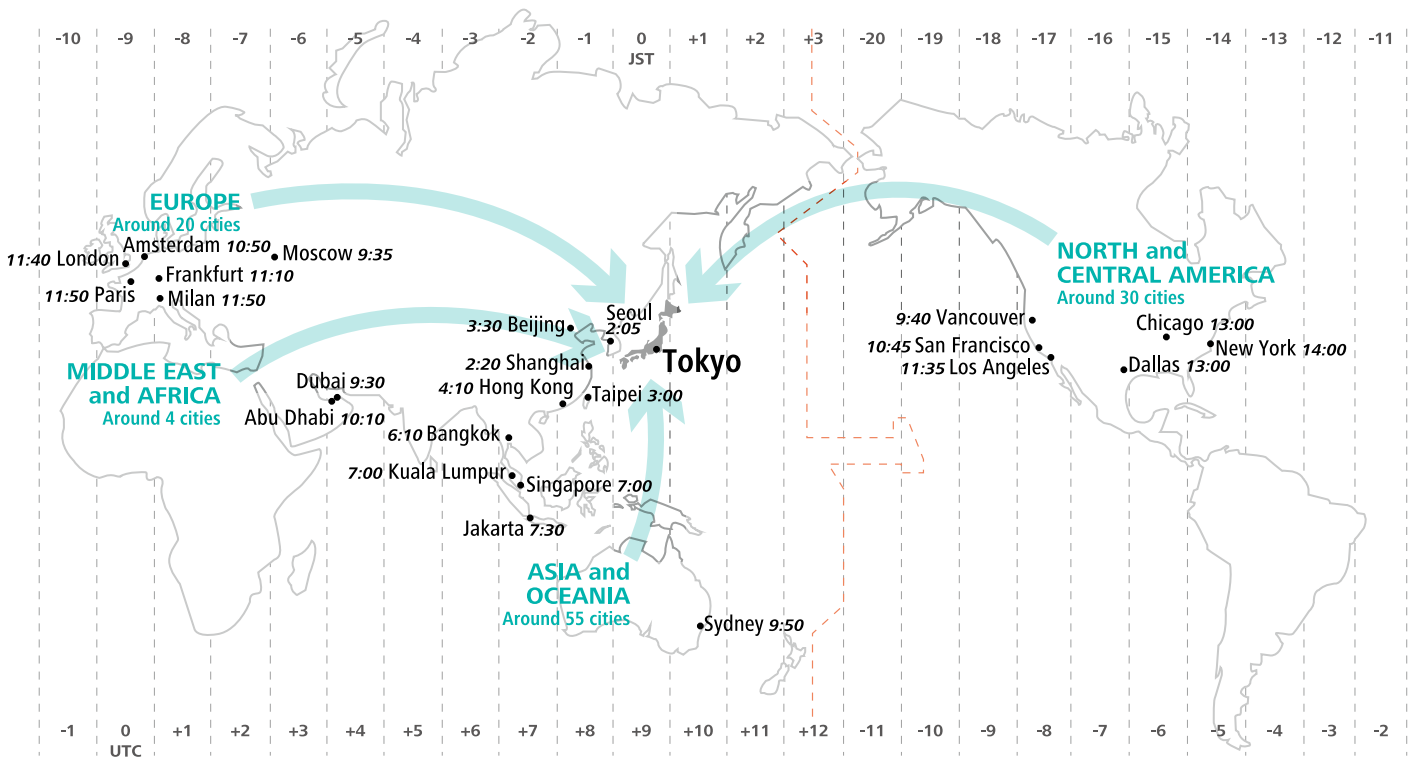 -10 -9 -8 -7 -6 -5 -4 -3 -2 -1 0 +1 +2 +3 -20 -19 -18 -17 -16 -15 -14 -13 -12 -11
JST
EUROPE
Around 20 cities
Amsterdam 10:50
11:40 London
Moscow 9:35
Frankfurt 11:10
11:50 Paris
Milan 11:50
NORTH and
CENTRAL AMERICA
Around 30 cities
Seoul
2:05
3:30 Beijing
Tokyo
2:20 Shanghai
4:10 Hong Kong
Taipei 3:00
9:40 Vancouver
10:45 San Francisco
11:35 Los Angeles
Chicago 13:00
New York 14:00
Dallas 13:00
MIDDLE EAST
and AFRICA
Around 4 cities
Dubai 9:30
Abu Dhabi 10:10
6:10 Bangkok
7:00 Kuala Lumpur
Singapore 7:00
Jakarta 7:30
ASIA and
OCEANIA
Around 55 cities
Sydney 9:50
-1 0 +1 +2 +3 +4 +5 +6 +7 +8 +9 +10 +11 +12 -11 -10 -9 -8 -7 -6 -5 -4 -3 -2
UTC